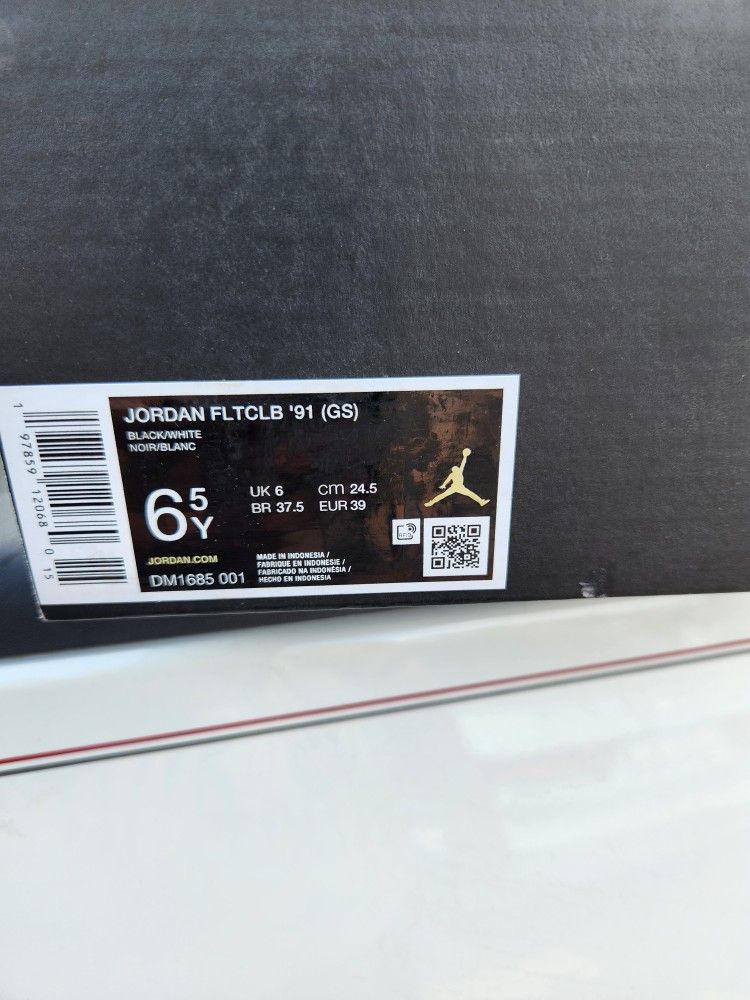 JORDAN FLTCLB '91 (GS)
BLACK/WHITE
NOIR/BLANC
6 5 Y
UK 6 cm 24.5
BR 37.5 EUR 39
RFID
JORDAN.COM
DM1685 001
MADE IN INDONESIA /
FABRIQUE EN INDONESIE /
FABRICADO NA INDONÉSIA /
HECHO EN INDONESIA
1 97859 12068 0 15